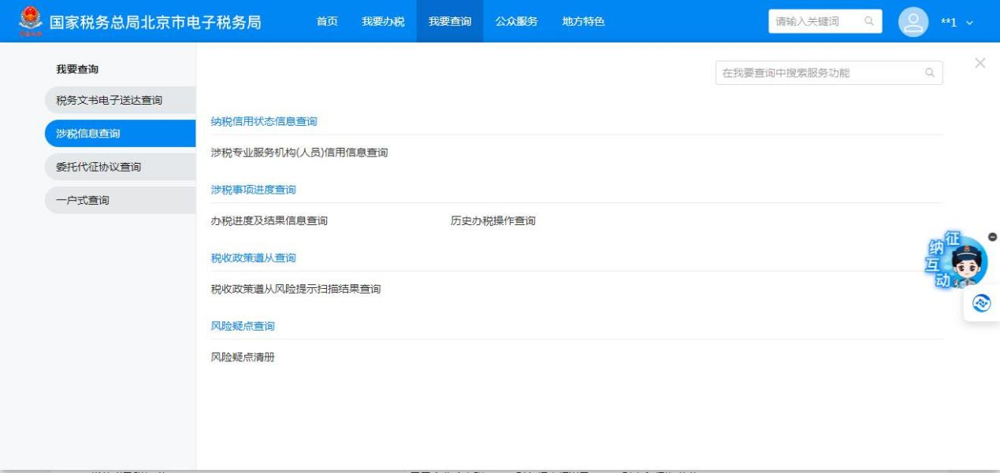 国家税务总局北京市电子税务局 首页 我要办税 我要查询 公众服务 地方特色 请输入关键词 **1
我要查询
在我要查询中搜索服务功能
税务文书电子送达查询
涉税信息查询
委托代征协议查询
一户式查询
纳税信用状态信息查询
涉税专业服务机构(人员)信用信息查询
涉税事项进度查询
办税进度及结果信息查询 历史办税操作查询
税收政策遵从查询
税收政策遵从风险提示扫描结果查询
风险疑点查询
风险疑点清册
征纳互动